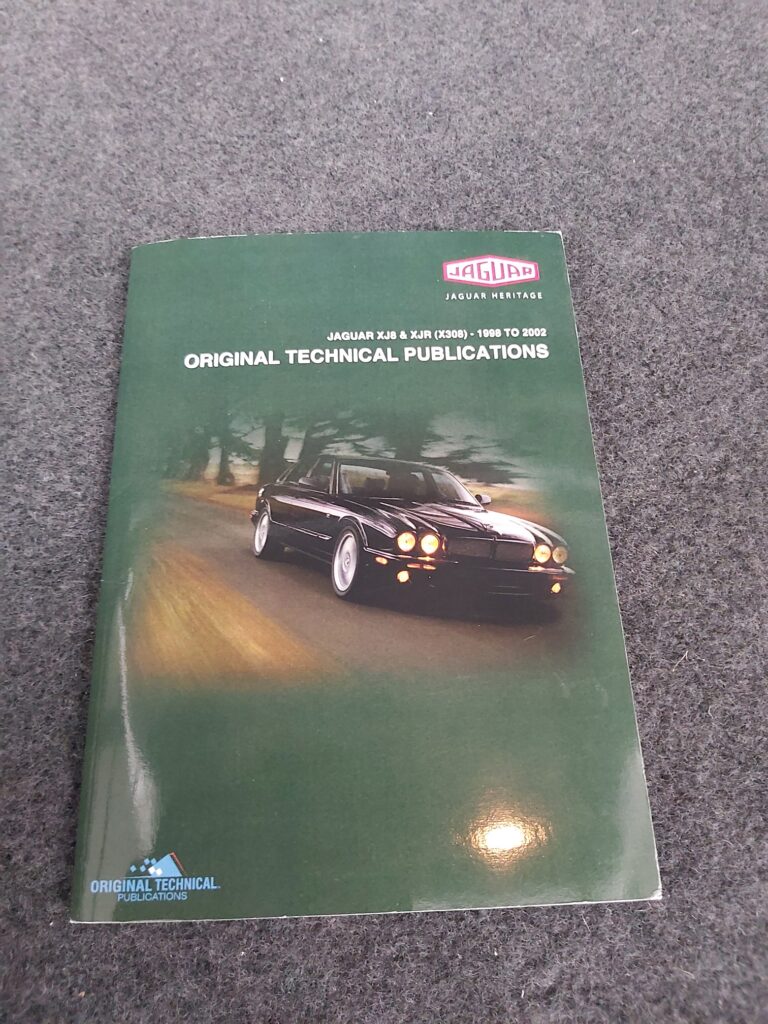 JAGUAR
JAGUAR HERITAGE
JAGUAR XJ8 & XJR (X308) - 1998 TO 2002
ORIGINAL TECHNICAL PUBLICATIONS
ORIGINAL TECHNICAL
PUBLICATIONS